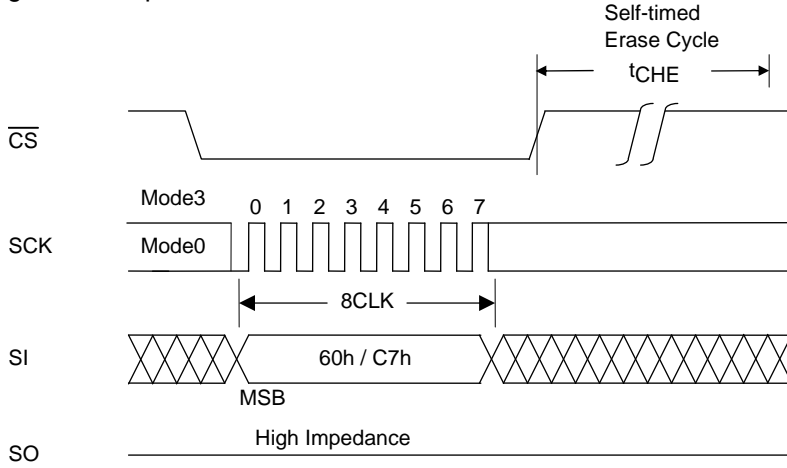 Self-timed
Erase Cycle
tCHE
CS
Mode3
0 1 2 3 4 5 6 7
SCK
Mode0
8CLK
SI
60h / C7h
MSB
High Impedance
SO